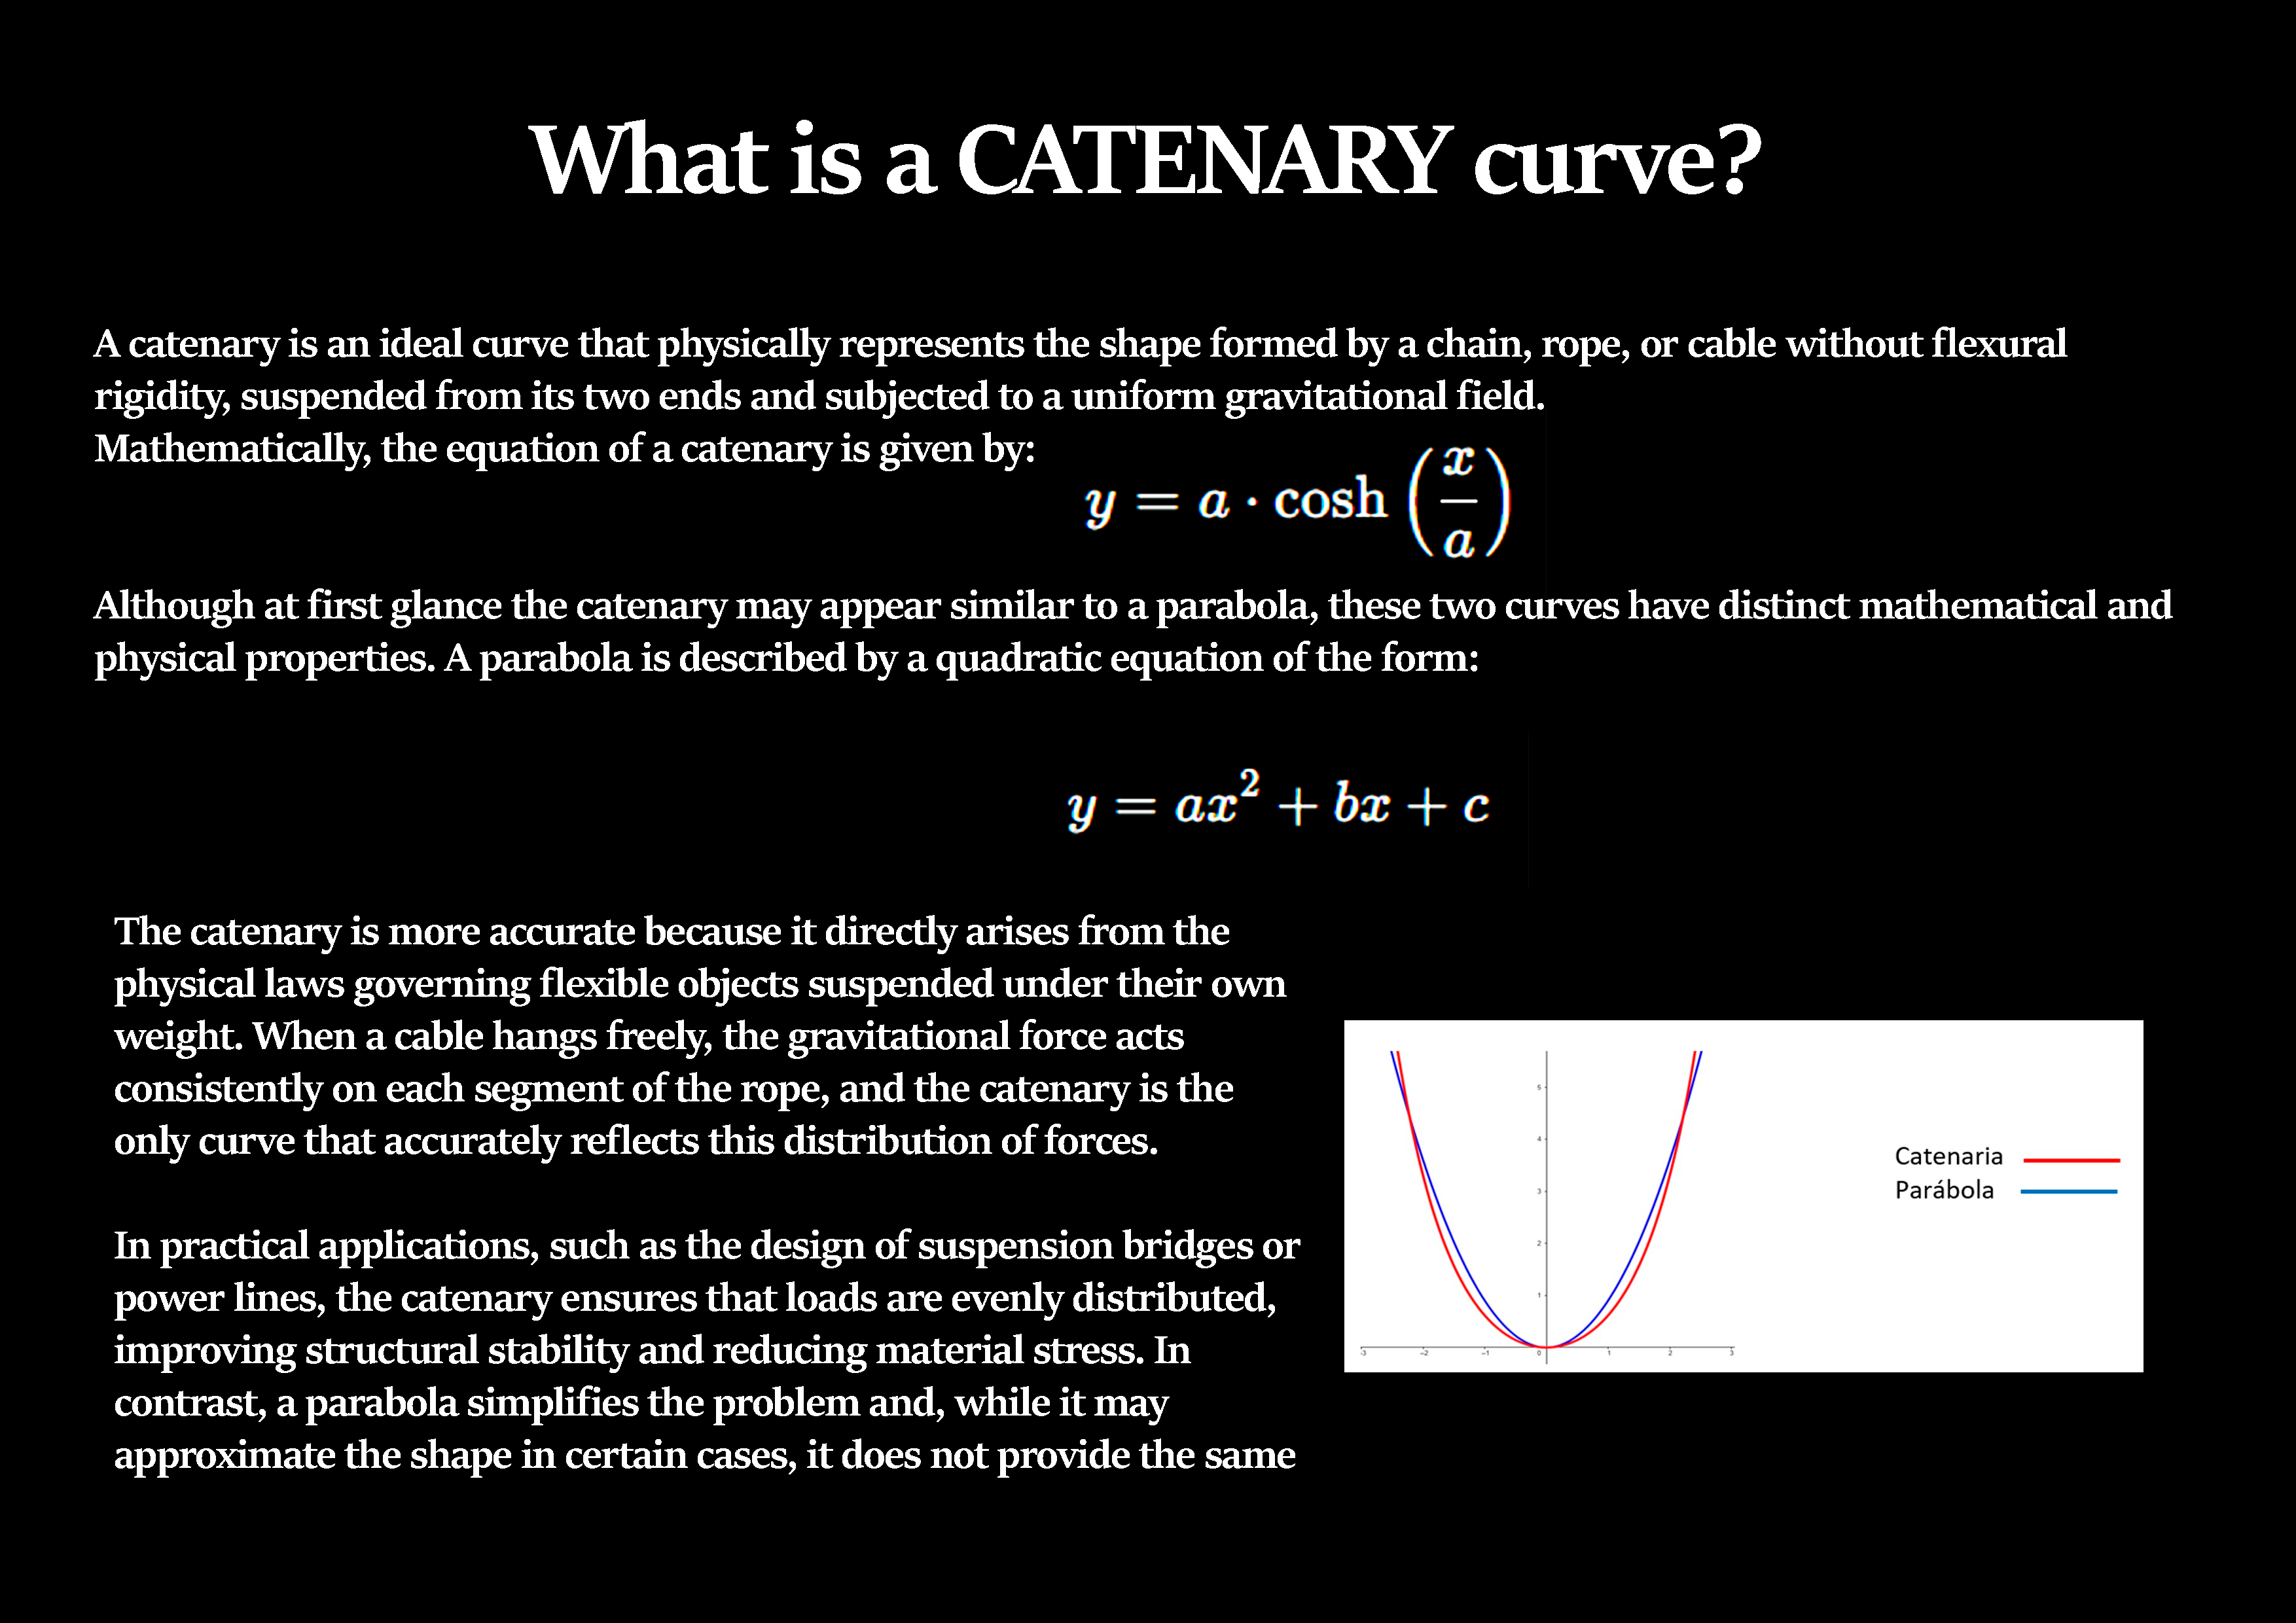 What is a CATENARY curve?
A catenary is an ideal curve that physically represents the shape formed by a chain, rope, or cable without flexural
rigidity, suspended from its two ends and subjected to a uniform gravitational field.
Mathematically, the equation of a catenary is given by:
y = a · cosh (x/a)
Although at first glance the catenary may appear similar to a parabola, these two curves have distinct mathematical and
physical properties. A parabola is described by a quadratic equation of the form:
y = ax² + bx + c
The catenary is more accurate because it directly arises from the
physical laws governing flexible objects suspended under their own
weight. When a cable hangs freely, the gravitational force acts
consistently on each segment of the rope, and the catenary is the
only curve that accurately reflects this distribution of forces.
In practical applications, such as the design of suspension bridges or
power lines, the catenary ensures that loads are evenly distributed,
improving structural stability and reducing material stress. In
contrast, a parabola simplifies the problem and, while it may
approximate the shape in certain cases, it does not provide the same
5
4
3
2
1
-3 -2 -1 0 1 2 3
Catenaria
Parábola